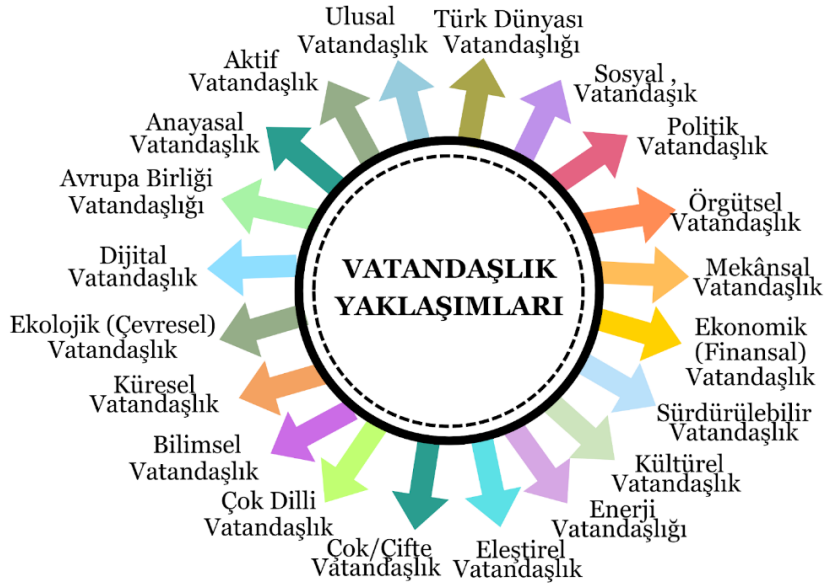 VATANDAŞLIK
YAKLAŞIMLARI
Ulusal
Vatandaşlık
Türk Dünyası
Vatandaşlığı
Sosyal ,
Vatandaşık
Politik
Vatandaşlık
Örgütsel
Vatandaşlık
Mekânsal
Vatandaşlık
Ekonomik
(Finansal)
Vatandaşlık
Sürdürülebilir
Vatandaşlık
Kültürel
Vatandaşlık
Enerji
Vatandaşlığı
Eleştirel
Vatandaşlık
Çok/Çifte
Vatandaşlık
Çok Dilli
Vatandaşlık
Bilimsel
Vatandaşlık
Küresel
Vatandaşlık
Ekolojik (Çevresel)
Vatandaşlık
Dijital
Vatandaşlık
Avrupa Birliği
Vatandaşlığı
Anayasal
Vatandaşlık
Aktif
Vatandaşlık